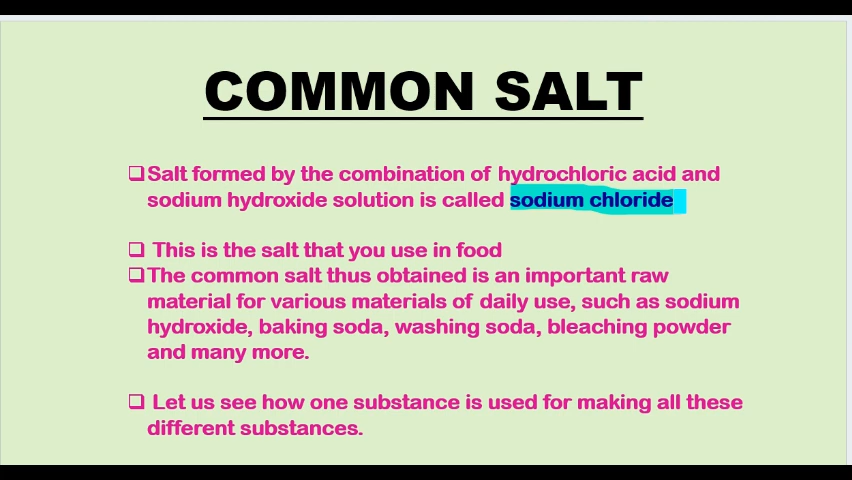 COMMON SALT
❑Salt formed by the combination of hydrochloric acid and
sodium hydroxide solution is called sodium chloride
❑ This is the salt that you use in food
❑The common salt thus obtained is an important raw
material for various materials of daily use, such as sodium
hydroxide, baking soda, washing soda, bleaching powder
and many more.
❑ Let us see how one substance is used for making all these
different substances.